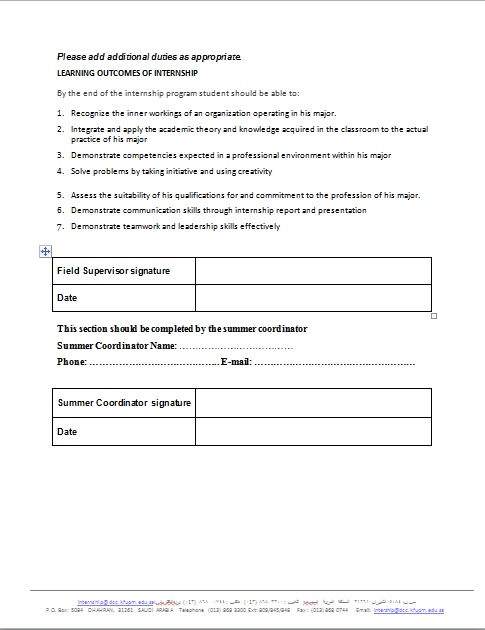 Please add additional duties as appropriate.
LEARNING OUTCOMES OF INTERNSHIP
By the end of the internship program student should be able to:
1. Recognize the inner workings of an organization operating in his major.
2. Integrate and apply the academic theory and knowledge acquired in the classroom to the actual
practice of his major
3. Demonstrate competencies expected in a professional environment within his major
4. Solve problems by taking initiative and using creativity
5. Assess the suitability of his qualifications for and commitment to the profession of his major.
6. Demonstrate communication skills through internship report and presentation
7. Demonstrate teamwork and leadership skills effectively
Field Supervisor signature
Date
This section should be completed by the summer coordinator
Summer Coordinator Name: ......................................
Phone: .......................................... E-mail: ....................................................
Summer Coordinator signature
Date
Internship@dcc.kfupm.edu.sa
P.O. Box: 5084 DHAHRAN, 31261 SAUDI ARABIA Telephone (013) 868 3300 Ext: 809/845/848 Fax: (013) 868 0744 Email: Internship@dcc.kfupm.edu.sa